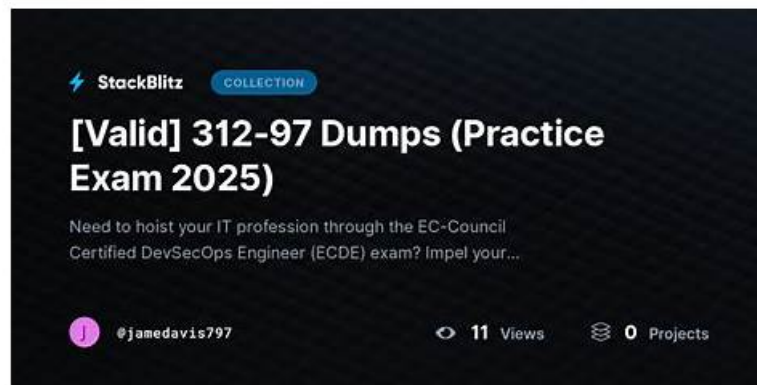 StackBlitz COLLECTION
[Valid] 312-97 Dumps (Practice
Exam 2025)
Need to hoist your IT profession through the EC-Council
Certified DevSecOps Engineer (ECDE) exam? Impel your...
J @jamedavis797 11 Views 0 Projects